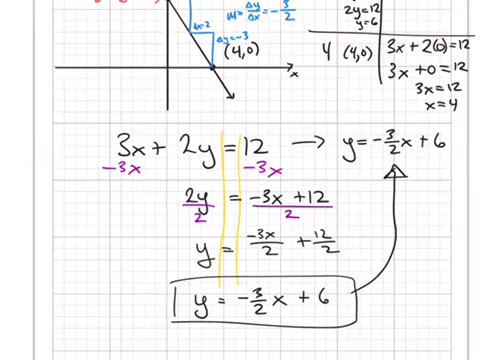 m = Δy/Δx = -3/2
Δx=2
Δy=-3
(4,0)
x
2y=12
y=6
4 (4,0) 3x + 2(0)=12
3x + 0 = 12
3x=12
x=4
3x + 2y = 12 → y = -3/2 x + 6
-3x -3x
2y/2 = (-3x + 12)/2
y = -3x/2 + 12/2
y = -3/2 x + 6